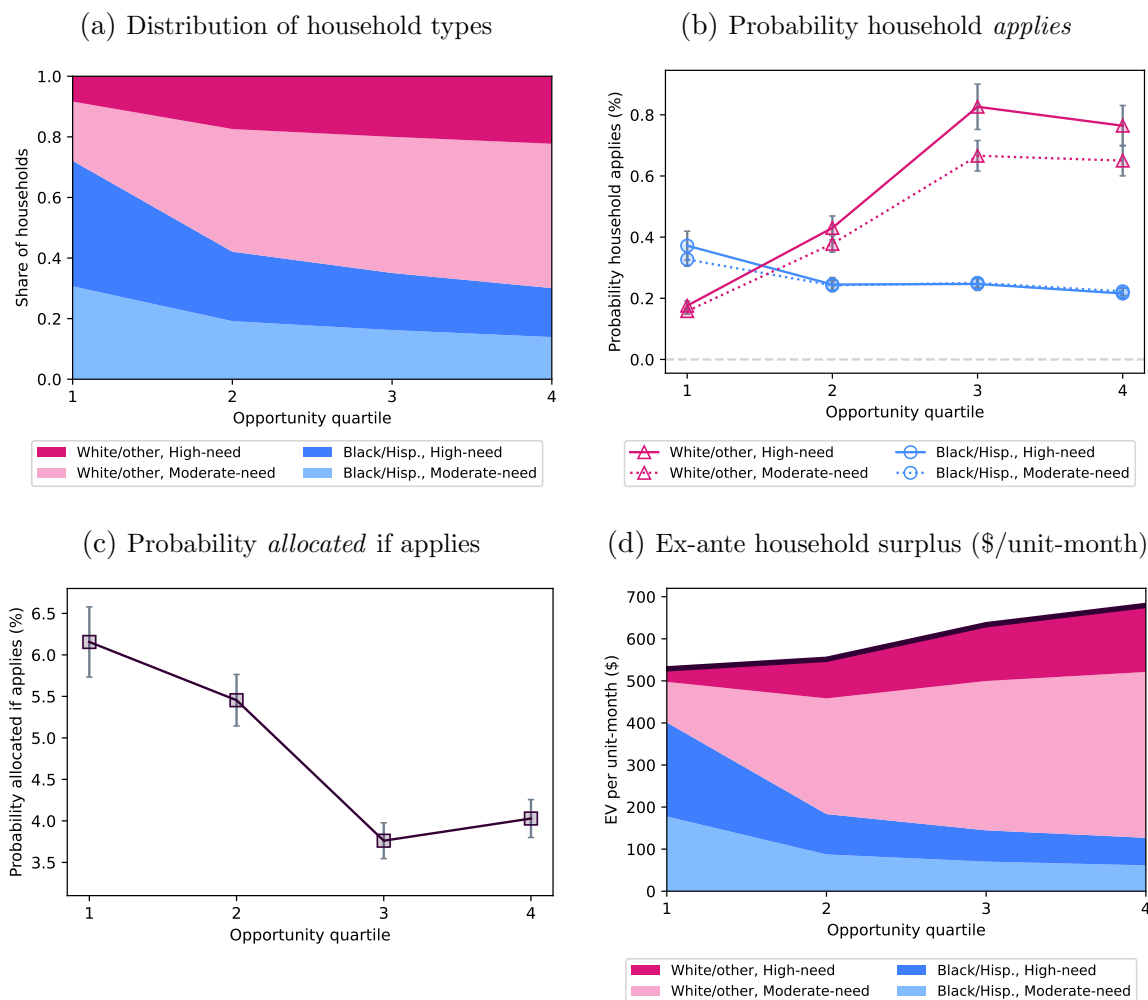 (a) Distribution of household types
1.0
0.8
0.6
0.4
0.2
0.0
Share of households
1 2 3 4
Opportunity quartile
White/other, High-need
White/other, Moderate-need
Black/Hisp., High-need
Black/Hisp., Moderate-need
(b) Probability household applies
0.8
0.6
0.4
0.2
0.0
Probability household applies (%)
1 2 3 4
Opportunity quartile
White/other, High-need
White/other, Moderate-need
Black/Hisp., High-need
Black/Hisp., Moderate-need
(c) Probability allocated if applies
6.5
6.0
5.5
5.0
4.5
4.0
3.5
Probability allocated if applies (%)
1 2 3 4
Opportunity quartile
(d) Ex-ante household surplus ($/unit-month)
700
600
500
400
300
200
100
0
EV per unit-month ($)
1 2 3 4
Opportunity quartile
White/other, High-need
White/other, Moderate-need
Black/Hisp., High-need
Black/Hisp., Moderate-need